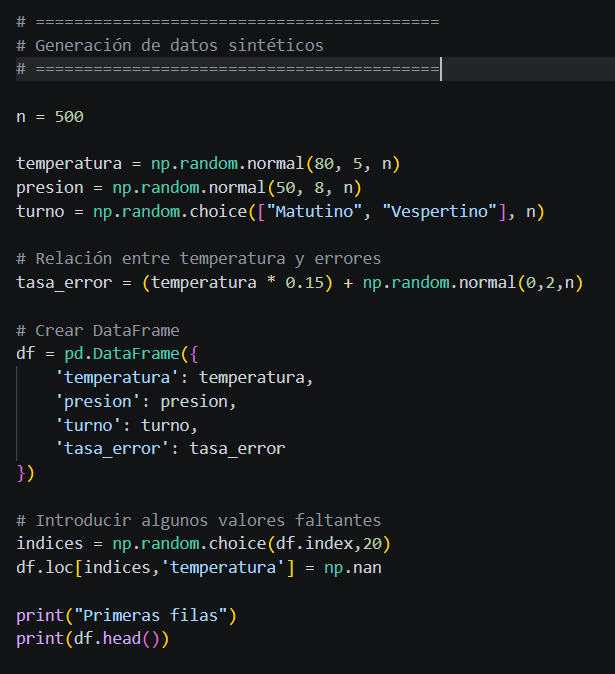 # ==========================================
# Generación de datos sintéticos
# ==========================================
n = 500
temperatura = np.random.normal(80, 5, n)
presion = np.random.normal(50, 8, n)
turno = np.random.choice(["Matutino", "Vespertino"], n)
# Relación entre temperatura y errores
tasa_error = (temperatura * 0.15) + np.random.normal(0,2,n)
# Crear DataFrame
df = pd.DataFrame({
    'temperatura': temperatura,
    'presion': presion,
    'turno': turno,
    'tasa_error': tasa_error
})
# Introducir algunos valores faltantes
indices = np.random.choice(df.index,20)
df.loc[indices,'temperatura'] = np.nan
print("Primeras filas")
print(df.head())